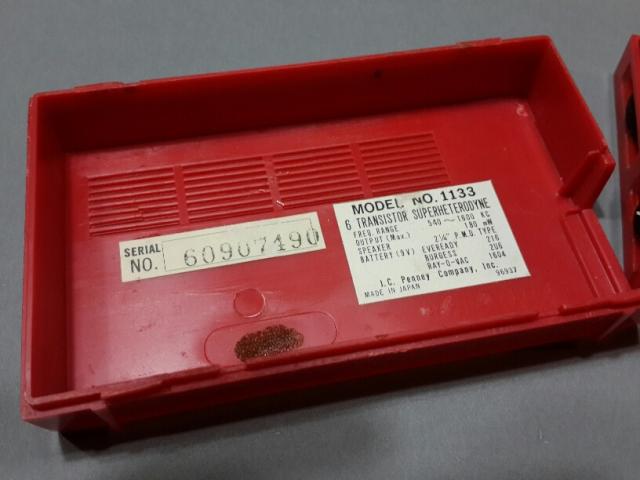 SERIAL
NO. 60907490
MODEL NO. 1133
6 TRANSISTOR SUPERHETERODYNE
FREQ. RANGE 540~1600 KC
OUTPUT (Max.) 180 mW
SPEAKER 2¼" P.M.D. TYPE
BATTERY (9V) EVEREADY 216
BURGESS 2U6
RAY-O-VAC 1604
J.C. Penney Company, Inc.
MADE IN JAPAN 96937